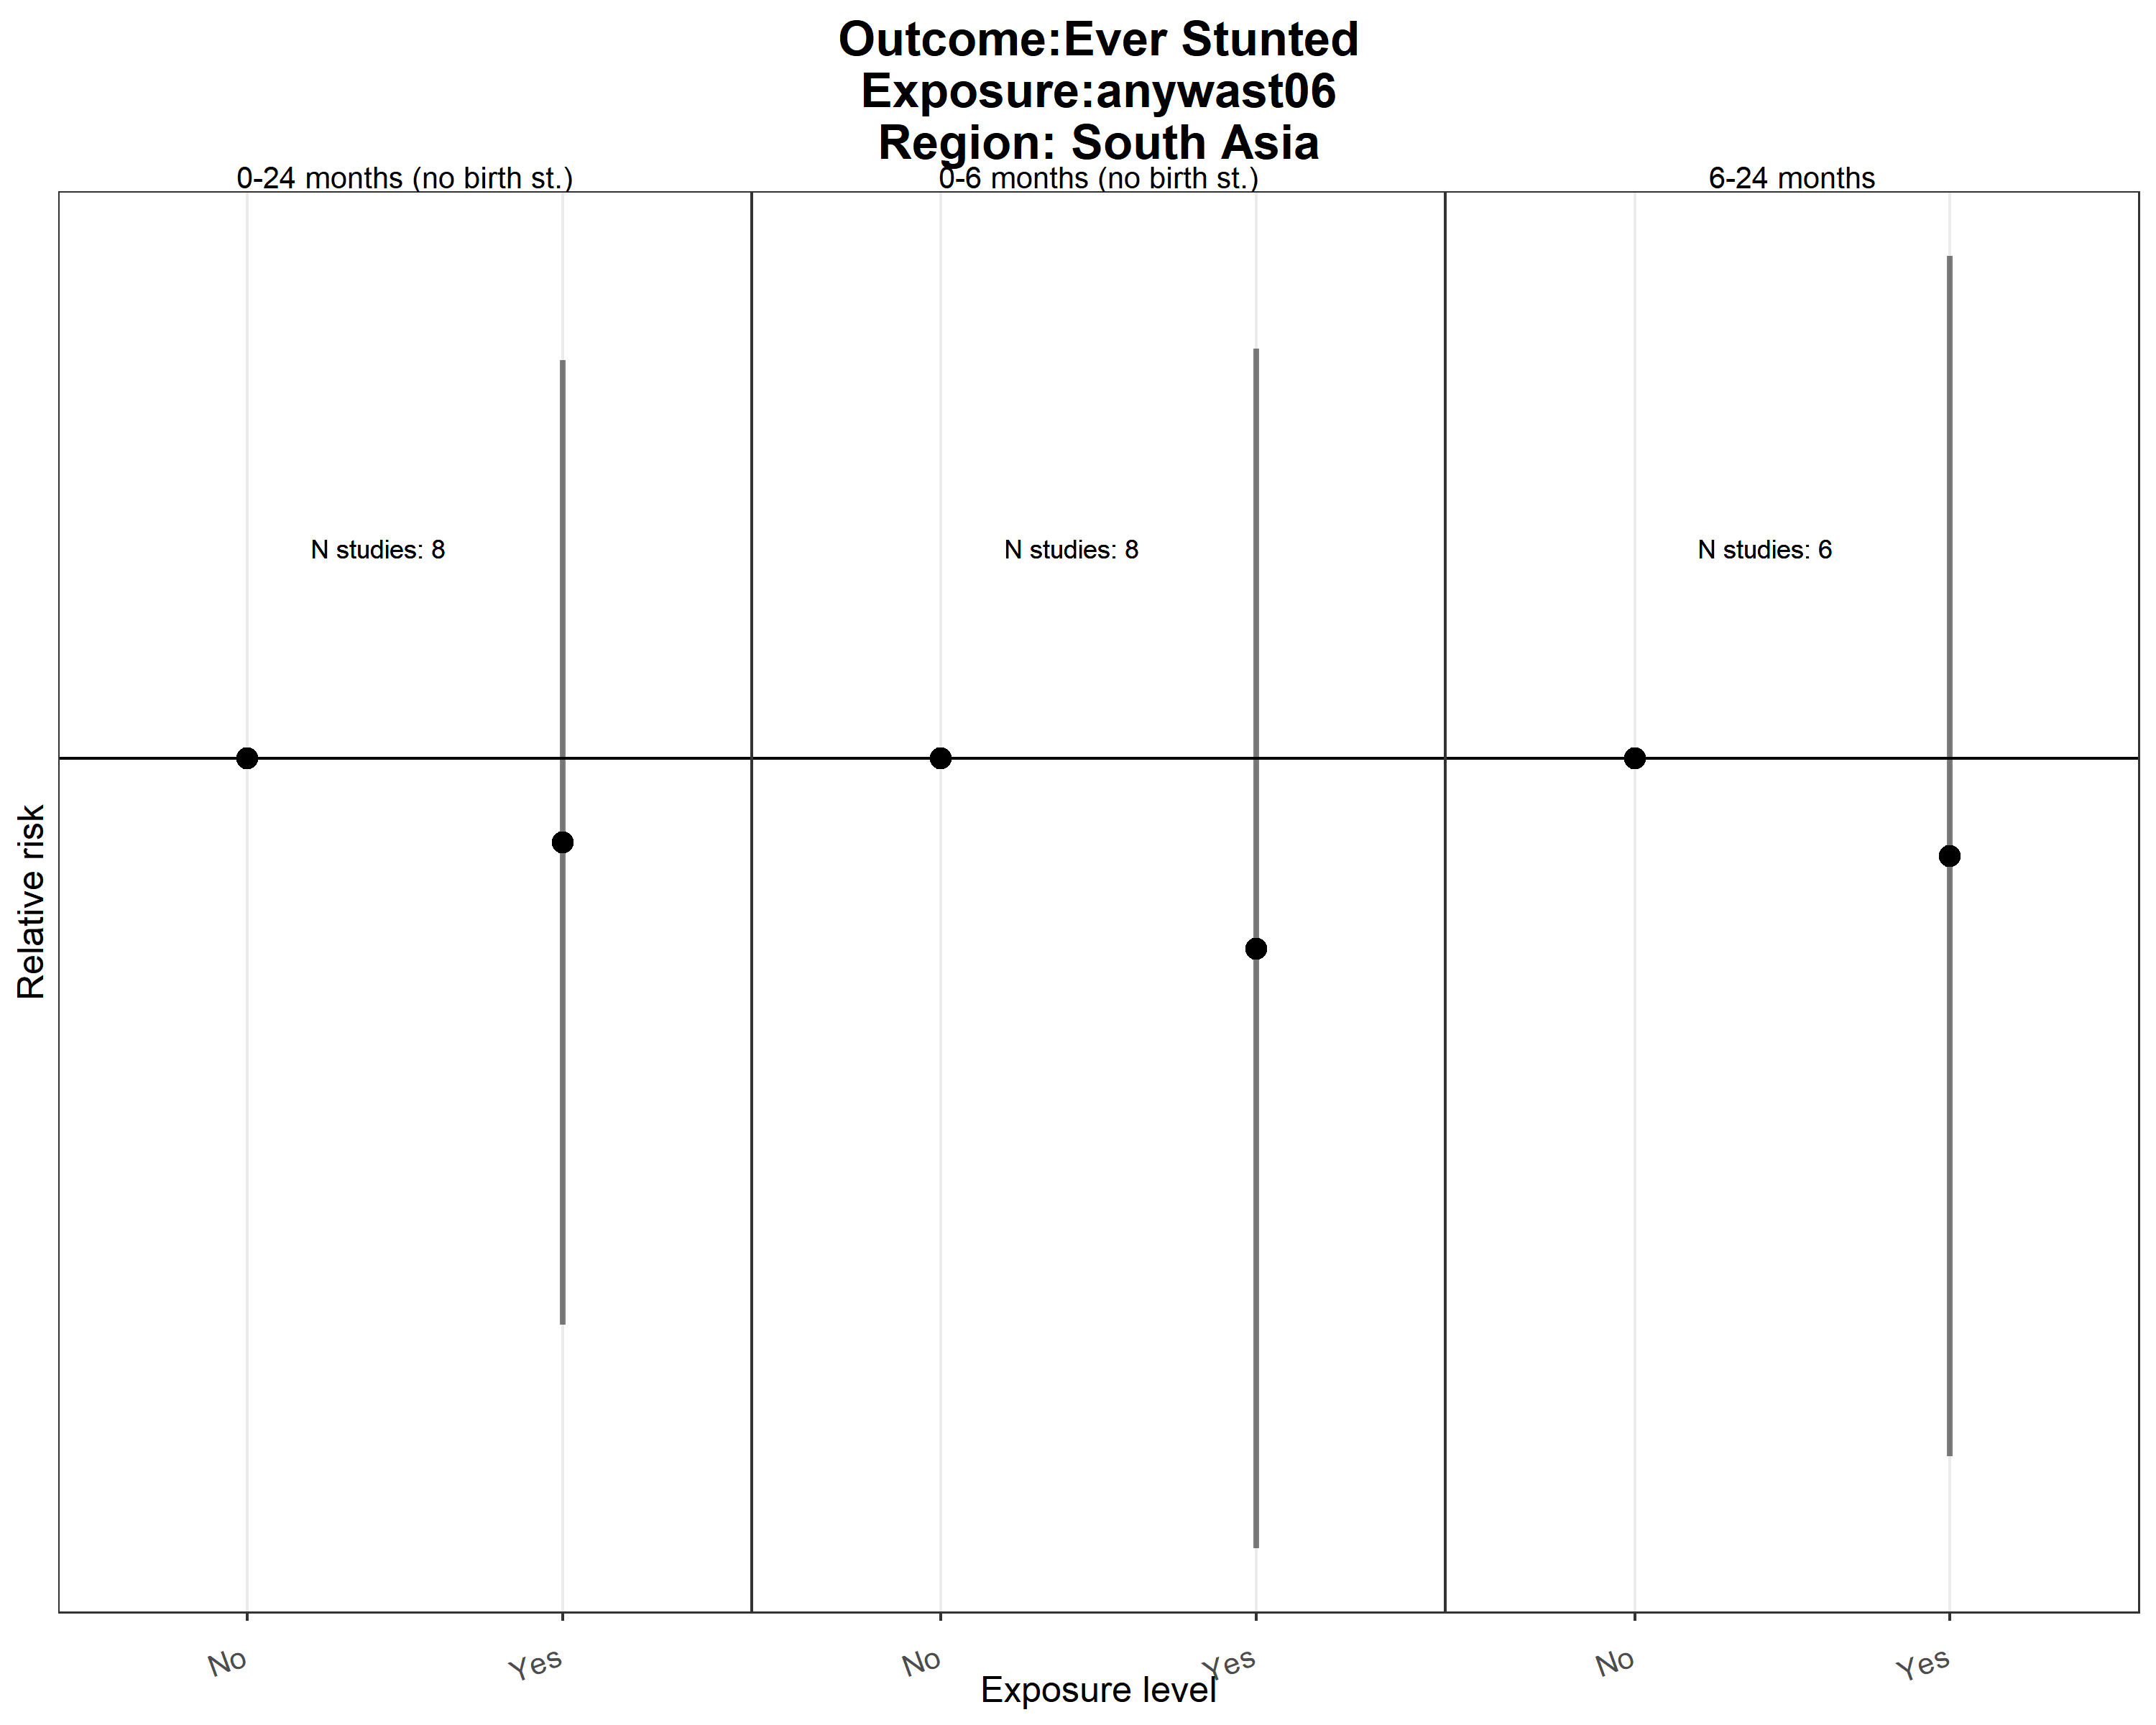 Outcome:Ever Stunted
Exposure:anywast06
Region: South Asia
0-24 months (no birth st.)
0-6 months (no birth st.)
6-24 months
N studies: 8
N studies: 8
N studies: 6
Relative risk
No
Yes
No
Yes
No
Yes
Exposure level